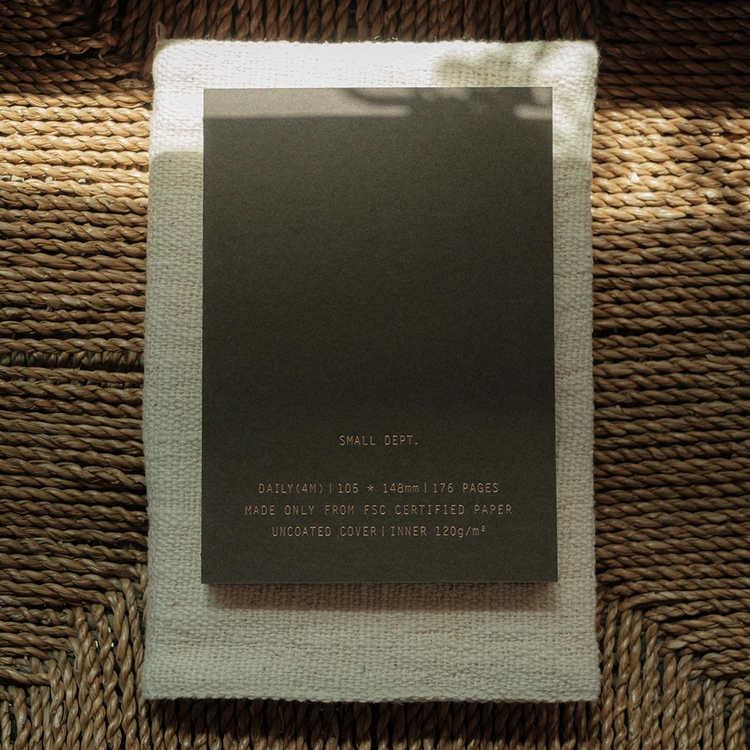 SMALL DEPT.
DAILY(4M)|105 * 148mm|176 PAGES
MADE ONLY FROM FSC CERTIFIED PAPER
UNCOATED COVER|INNER 120g/m²